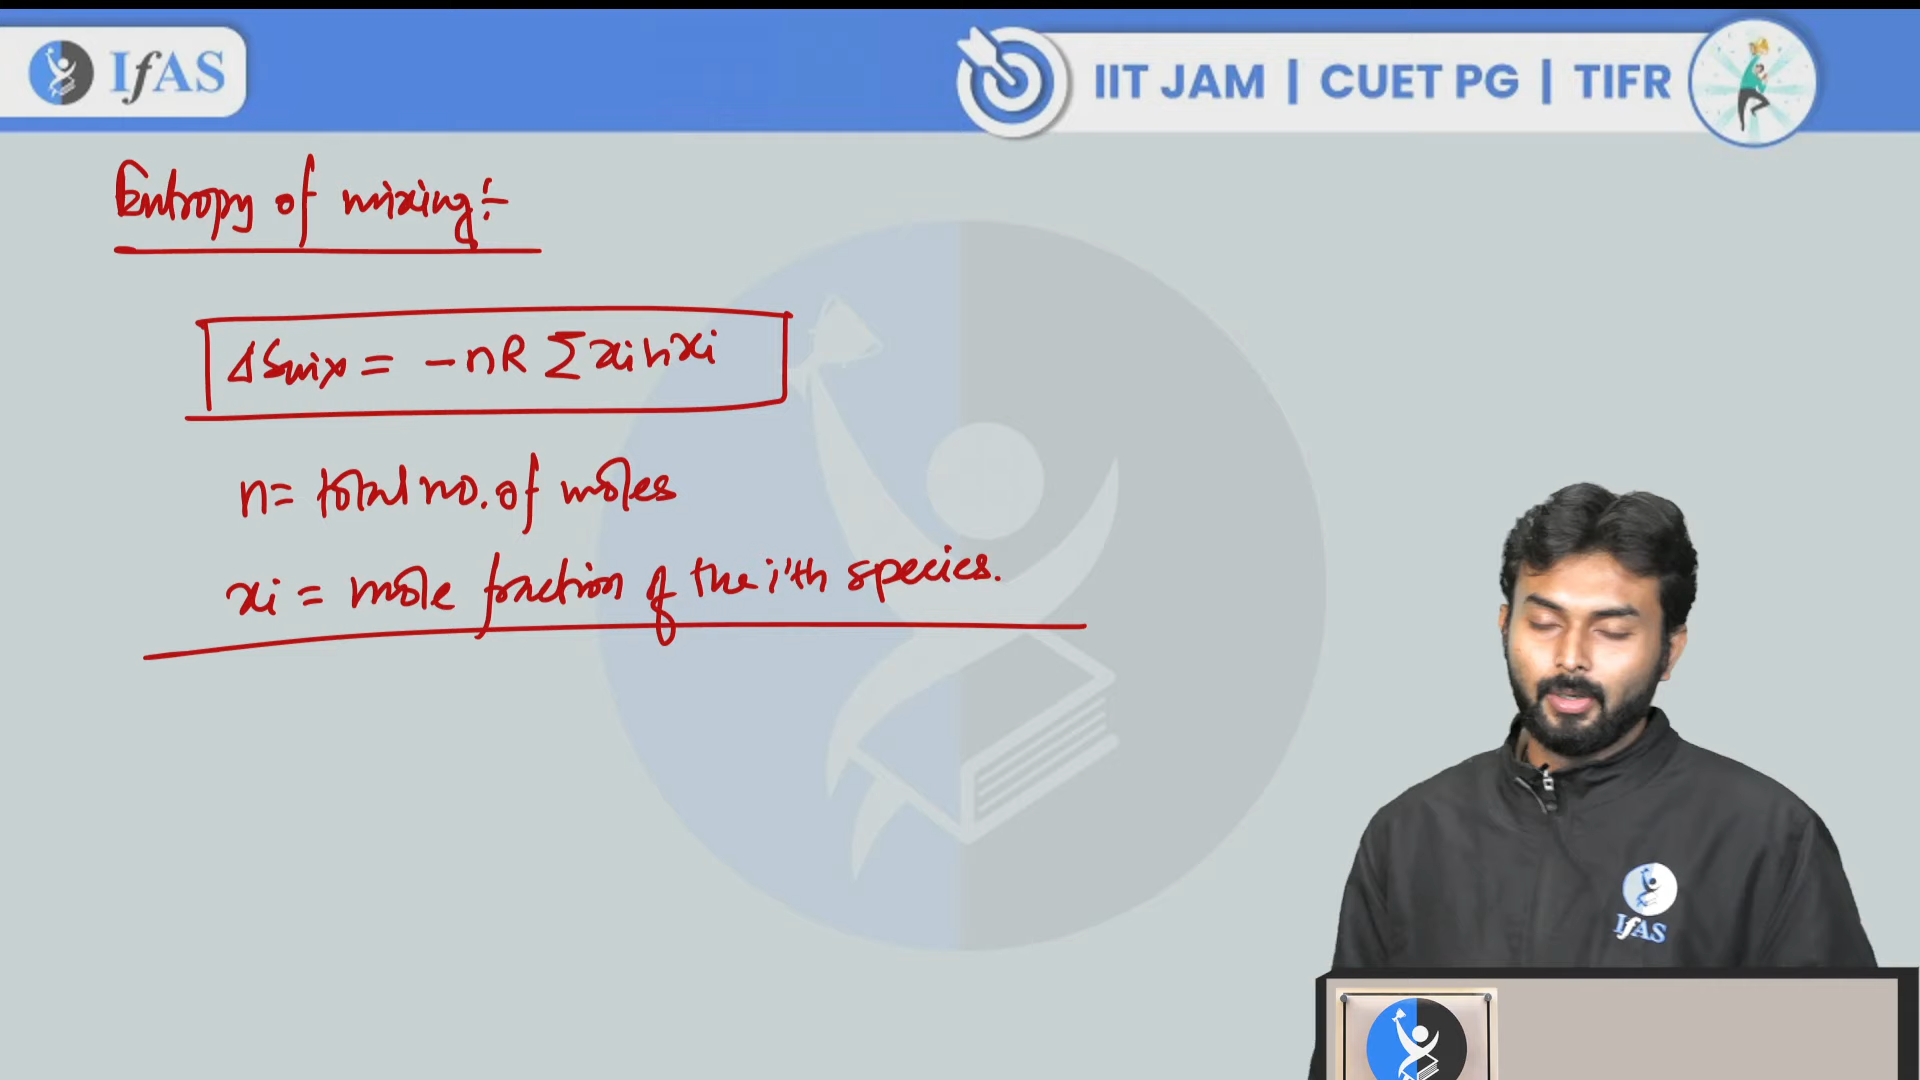 IfAS
IIT JAM | CUET PG | TIFR
Entropy of mixing :-
ΔSmix = -nR Σ xi ln xi
n = total no. of moles
xi = mole fraction of the i'th species.
IfAS